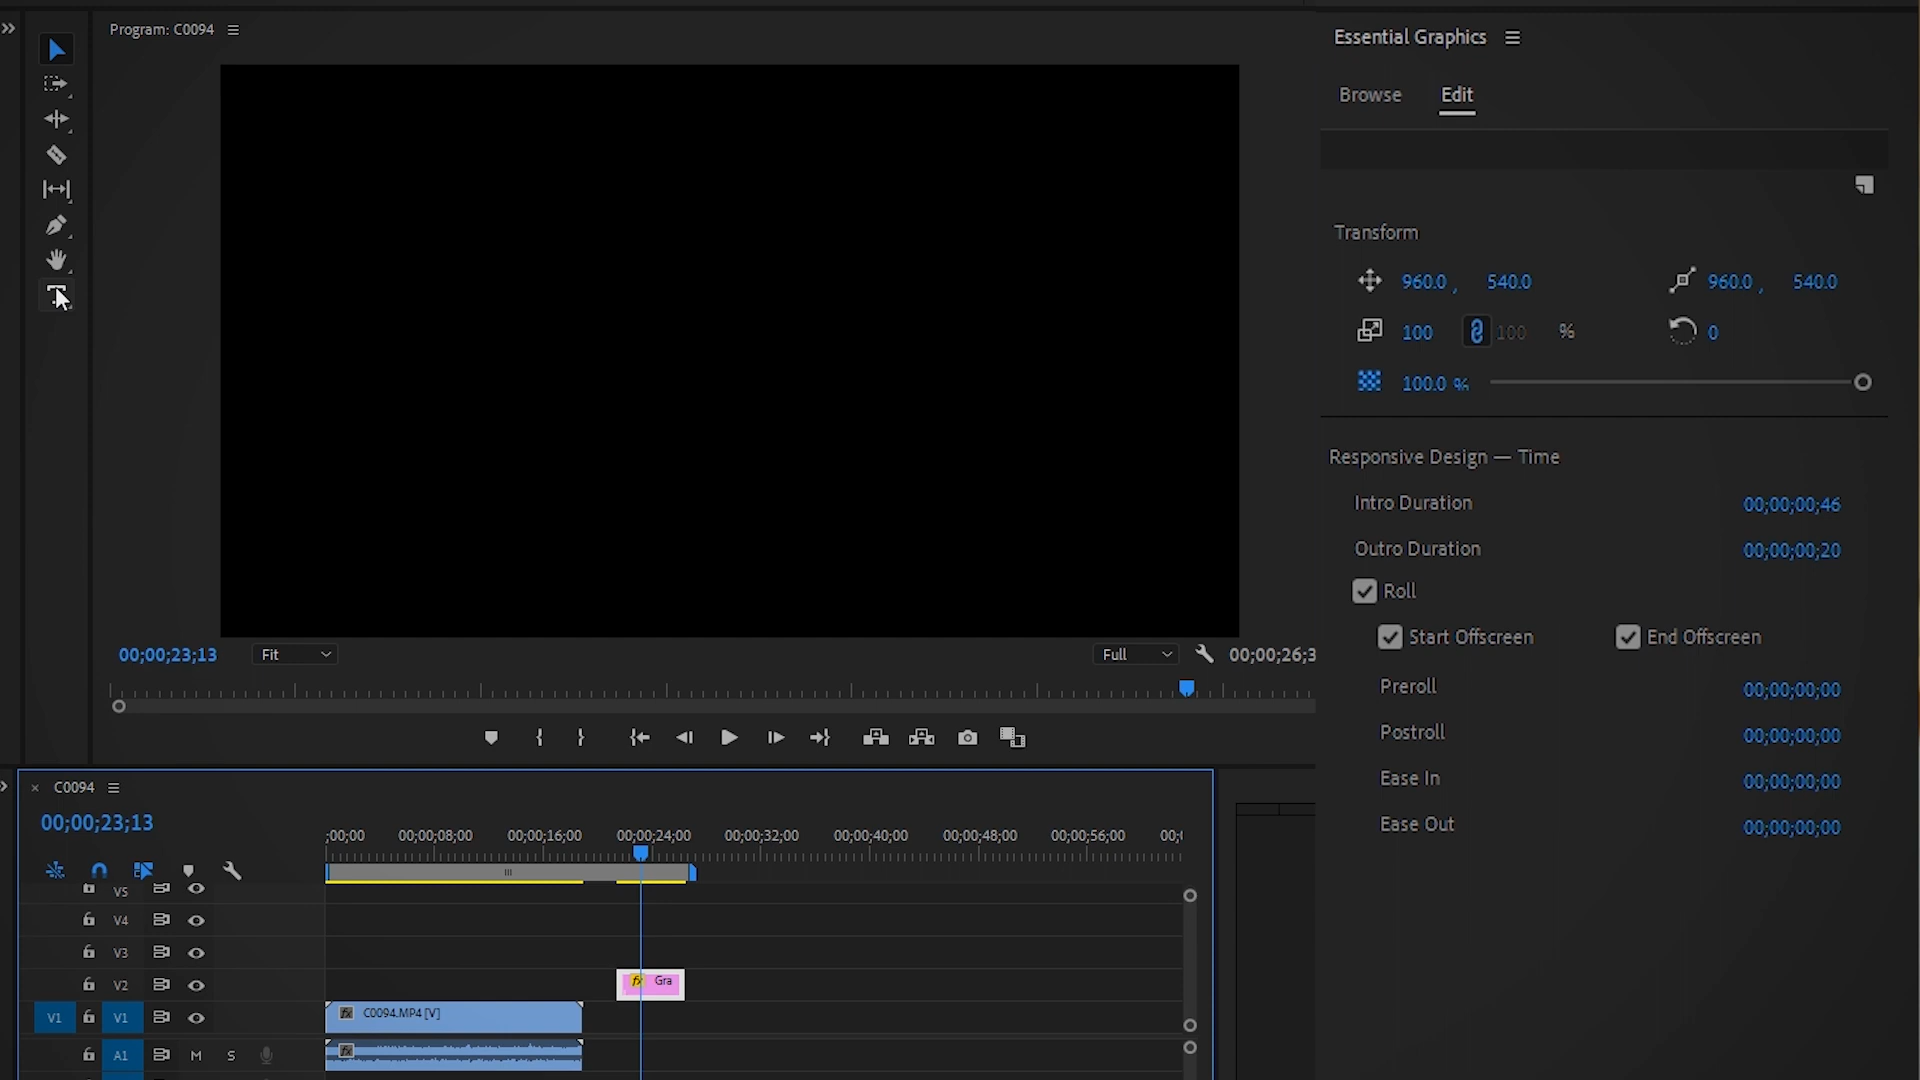 Program: C0094
Essential Graphics
Browse Edit
Transform
960.0 , 540.0 960.0 , 540.0
100 100 % 0
100.0 %
Responsive Design — Time
Intro Duration 00;00;00;46
Outro Duration 00;00;00;20
Roll
Start Offscreen End Offscreen
Preroll 00;00;00;00
Postroll 00;00;00;00
Ease In 00;00;00;00
Ease Out 00;00;00;00
00;00;23;13 Fit Full 00;00;26;3
C0094
00;00;23;13
;00;00 00;00;08;00 00;00;16;00 00;00;24;00 00;00;32;00 00;00;40;00 00;00;48;00 00;00;56;00 00;0
V5
V4
V3
V2 fx Gra
V1 V1 fx C0094.MP4 [V]
A1 M S fx